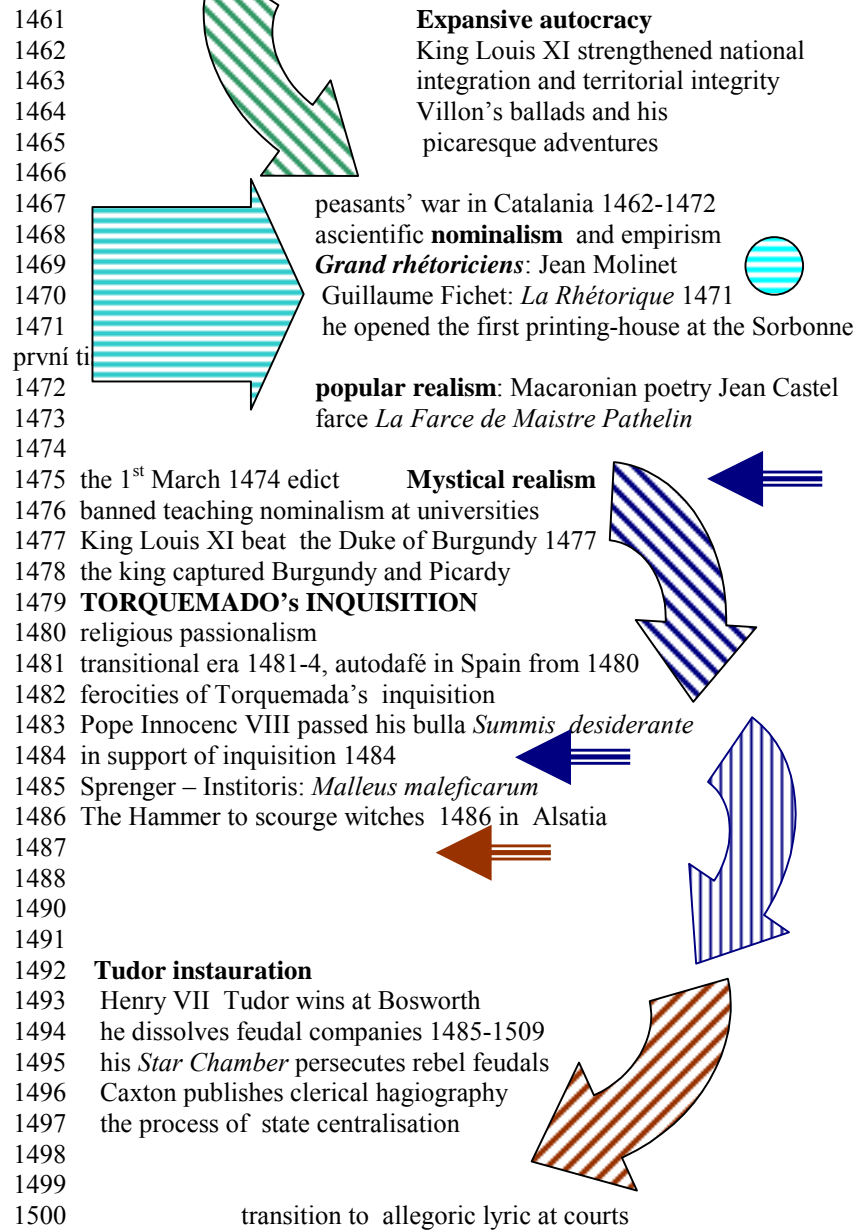 1461 Expansive autocracy
1462 King Louis XI strengthened national
1463 integration and territorial integrity
1464 Villon's ballads and his
1465 picaresque adventures
1466
1467 peasants' war in Catalania 1462-1472
1468 ascientific nominalism and empirism
1469 Grand rhétoriciens: Jean Molinet
1470 Guillaume Fichet: La Rhétorique 1471
1471 he opened the first printing-house at the Sorbonne
první ti
1472 popular realism: Macaronian poetry Jean Castel
1473 farce La Farce de Maistre Pathelin
1474
1475 the 1st March 1474 edict Mystical realism
1476 banned teaching nominalism at universities
1477 King Louis XI beat the Duke of Burgundy 1477
1478 the king captured Burgundy and Picardy
1479 TORQUEMADO's INQUISITION
1480 religious passionalism
1481 transitional era 1481-4, autodafé in Spain from 1480
1482 ferocities of Torquemada's inquisition
1483 Pope Innocenc VIII passed his bulla Summis desiderante
1484 in support of inquisition 1484
1485 Sprenger – Institoris: Malleus maleficarum
1486 The Hammer to scourge witches 1486 in Alsatia
1487
1488
1490
1491
1492 Tudor instauration
1493 Henry VII Tudor wins at Bosworth
1494 he dissolves feudal companies 1485-1509
1495 his Star Chamber persecutes rebel feudals
1496 Caxton publishes clerical hagiography
1497 the process of state centralisation
1498
1499
1500 transition to allegoric lyric at courts